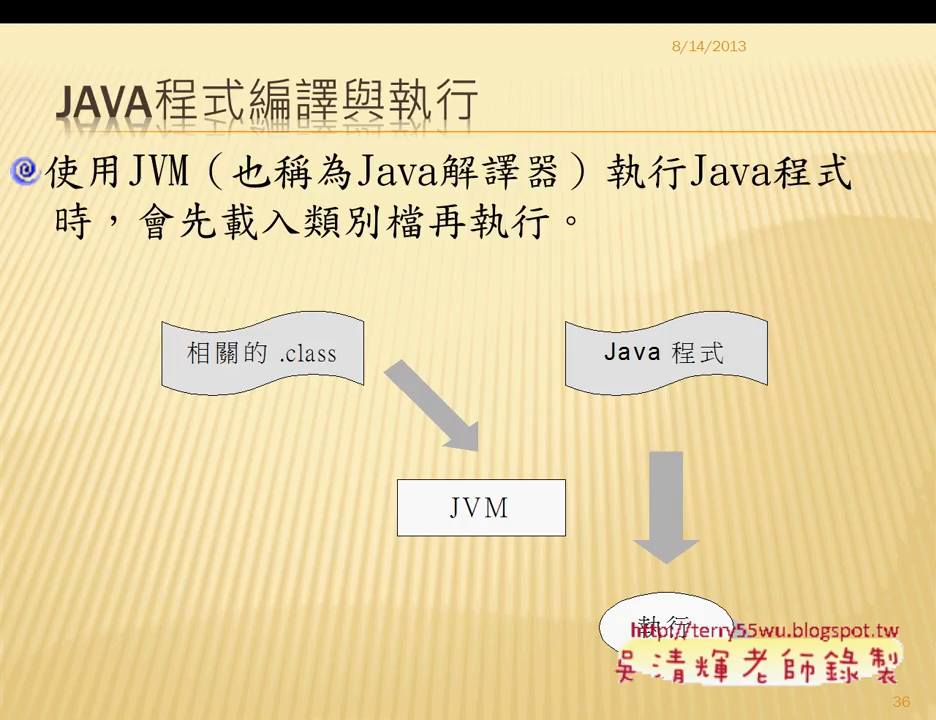 8/14/2013
JAVA程式編譯與執行
使用JVM（也稱為Java解譯器）執行Java程式
時，會先載入類別檔再執行。
相關的 .class
Java 程式
JVM
執行
http://terry55wu.blogspot.tw
吳清輝老師錄製
36